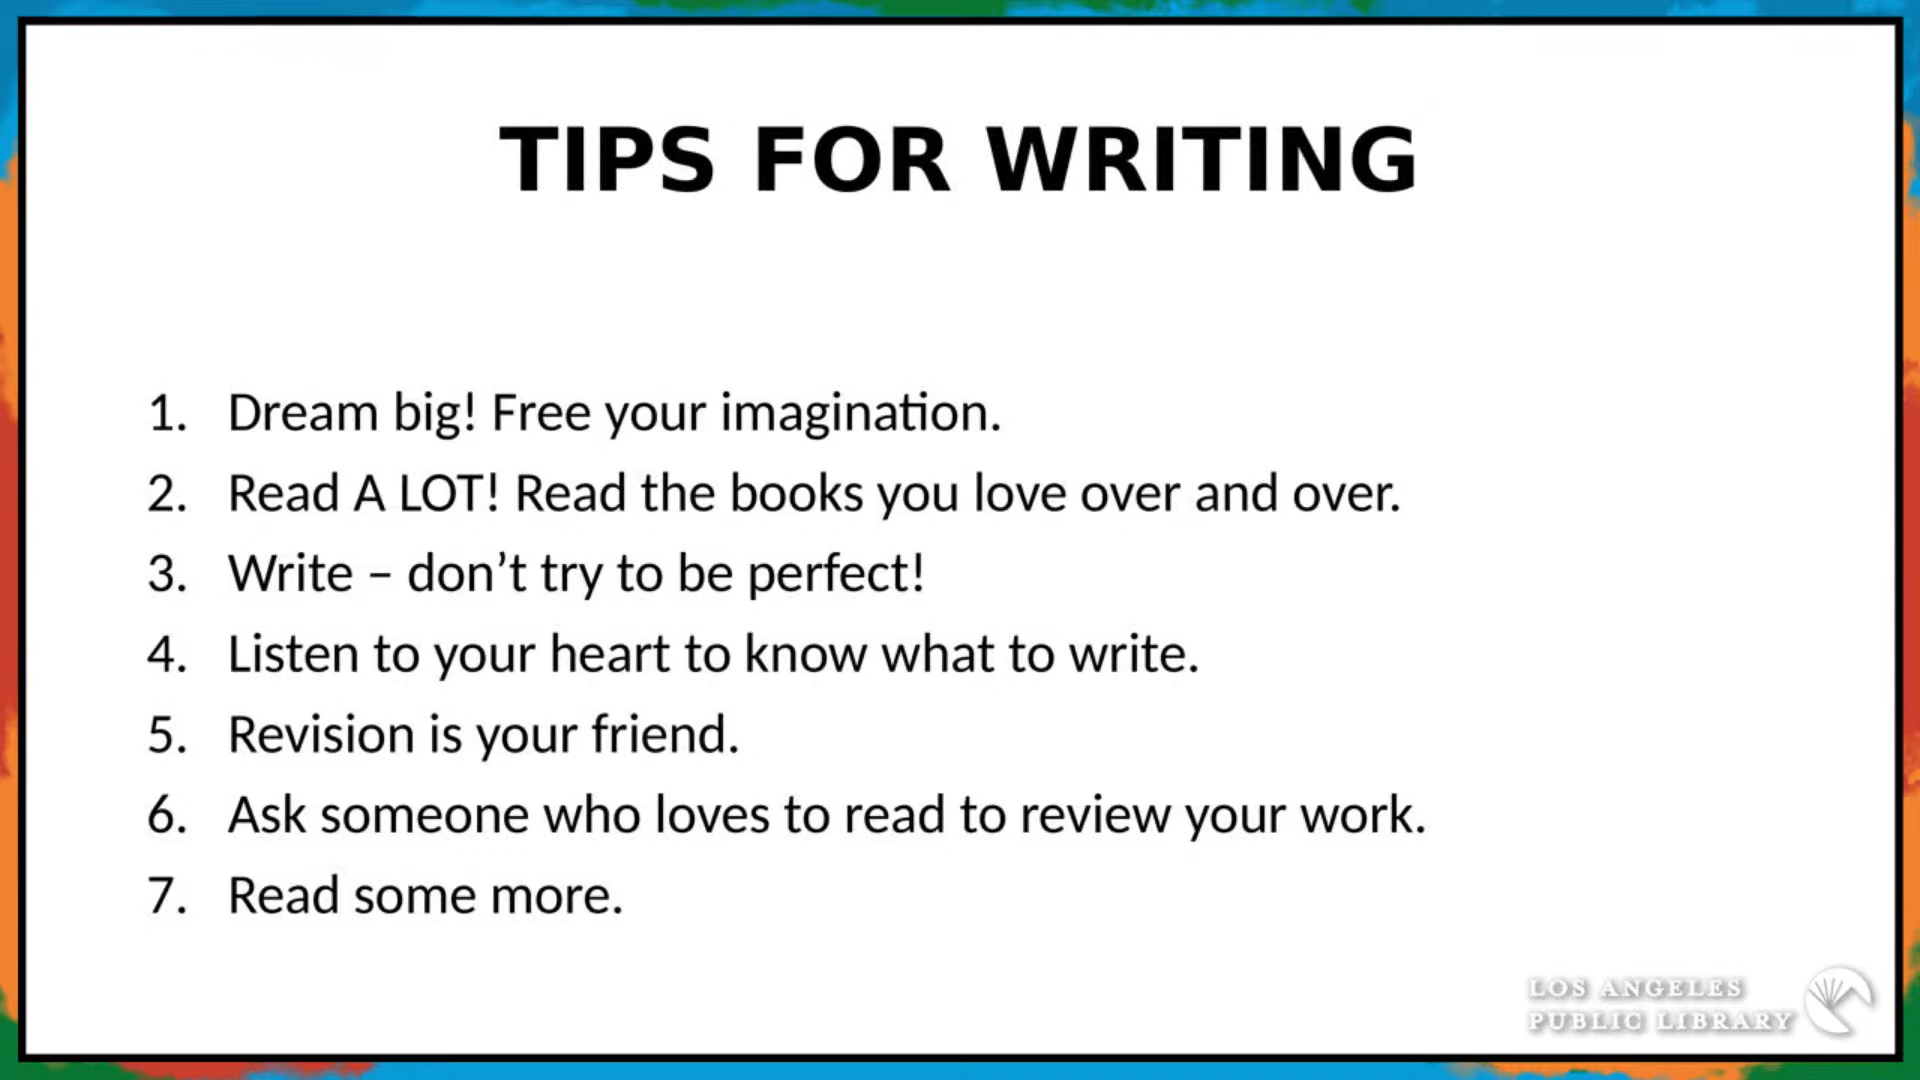 TIPS FOR WRITING
1. Dream big! Free your imagination.
2. Read A LOT! Read the books you love over and over.
3. Write – don’t try to be perfect!
4. Listen to your heart to know what to write.
5. Revision is your friend.
6. Ask someone who loves to read to review your work.
7. Read some more.
LOS ANGELES
PUBLIC LIBRARY